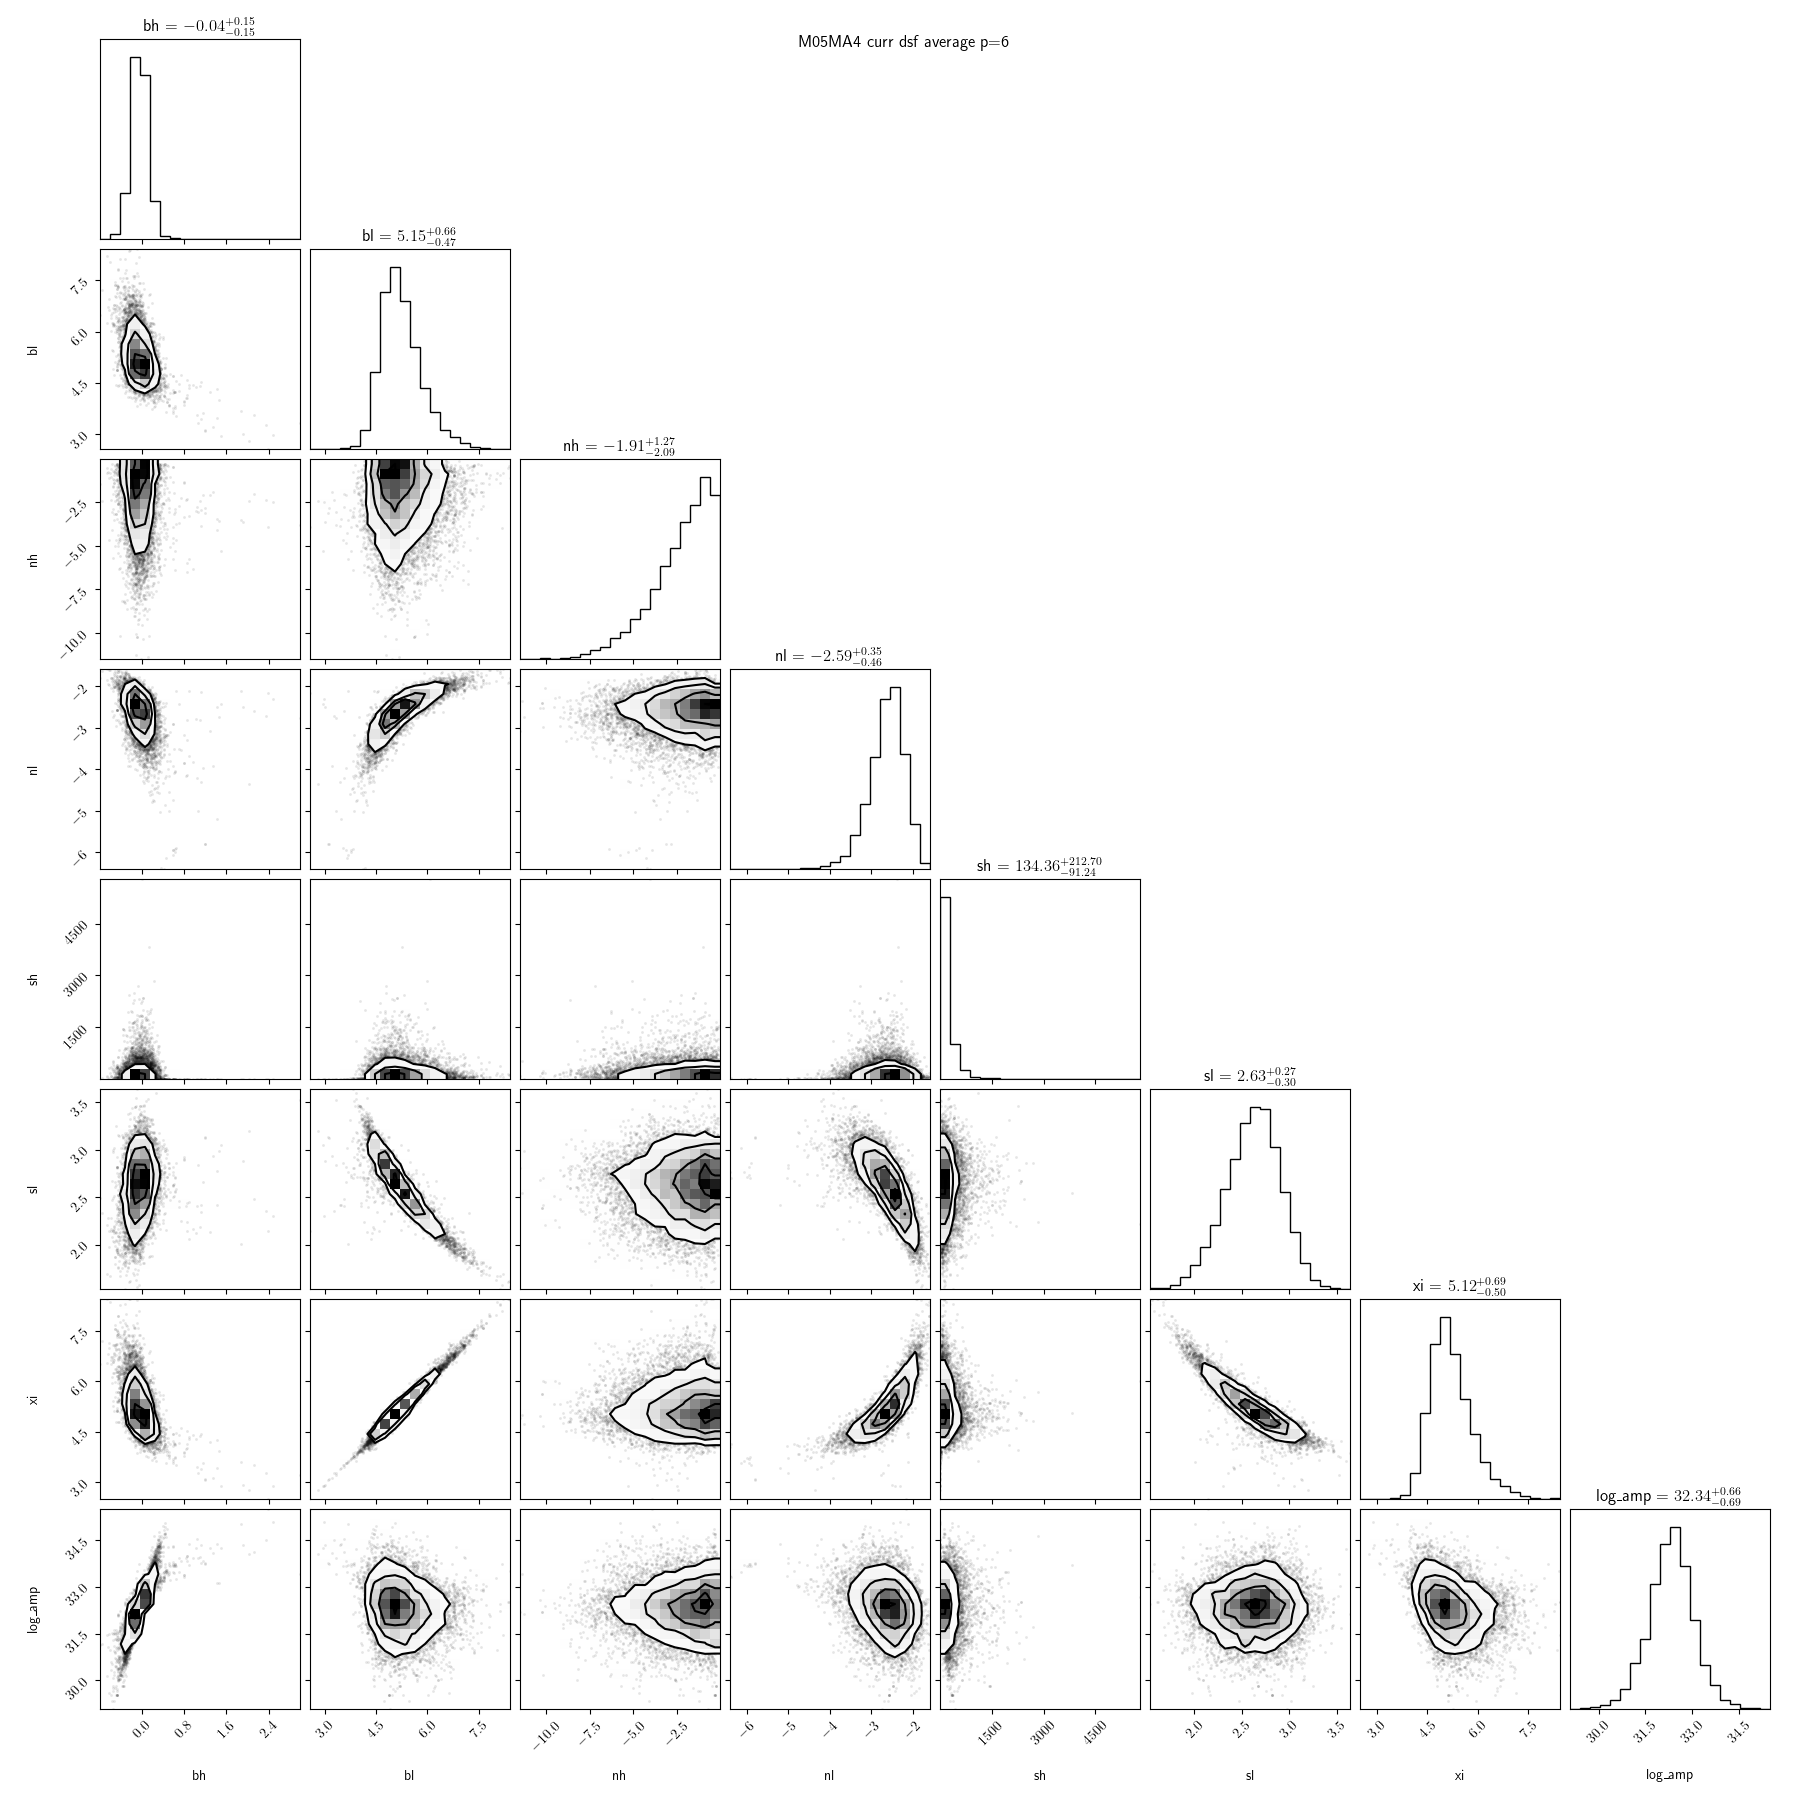 bh = −0.04+0.15−0.15
M05MA4 curr dsf average p=6
bl = 5.15+0.66−0.47
7.5
6.0
4.5
3.0
bl
nh = −1.91+1.27−2.09
−2.5
−5.0
−7.5
−10.0
nh
nl = −2.59+0.35−0.46
−2
−3
−4
−5
−6
nl
sh = 134.36+212.70−91.24
4500
3000
1500
sh
sl = 2.63+0.27−0.30
3.5
3.0
2.5
2.0
sl
xi = 5.12+0.69−0.50
7.5
6.0
4.5
3.0
xi
log_amp = 32.34+0.66−0.69
34.5
33.0
31.5
30.0
log_amp
0.0 0.8 1.6 2.4
3.0 4.5 6.0 7.5
−10.0 −7.5 −5.0 −2.5
−6 −5 −4 −3 −2
1500 3000 4500
2.0 2.5 3.0 3.5
3.0 4.5 6.0 7.5
30.0 31.5 33.0 34.5
bh bl nh nl sh sl xi log_amp